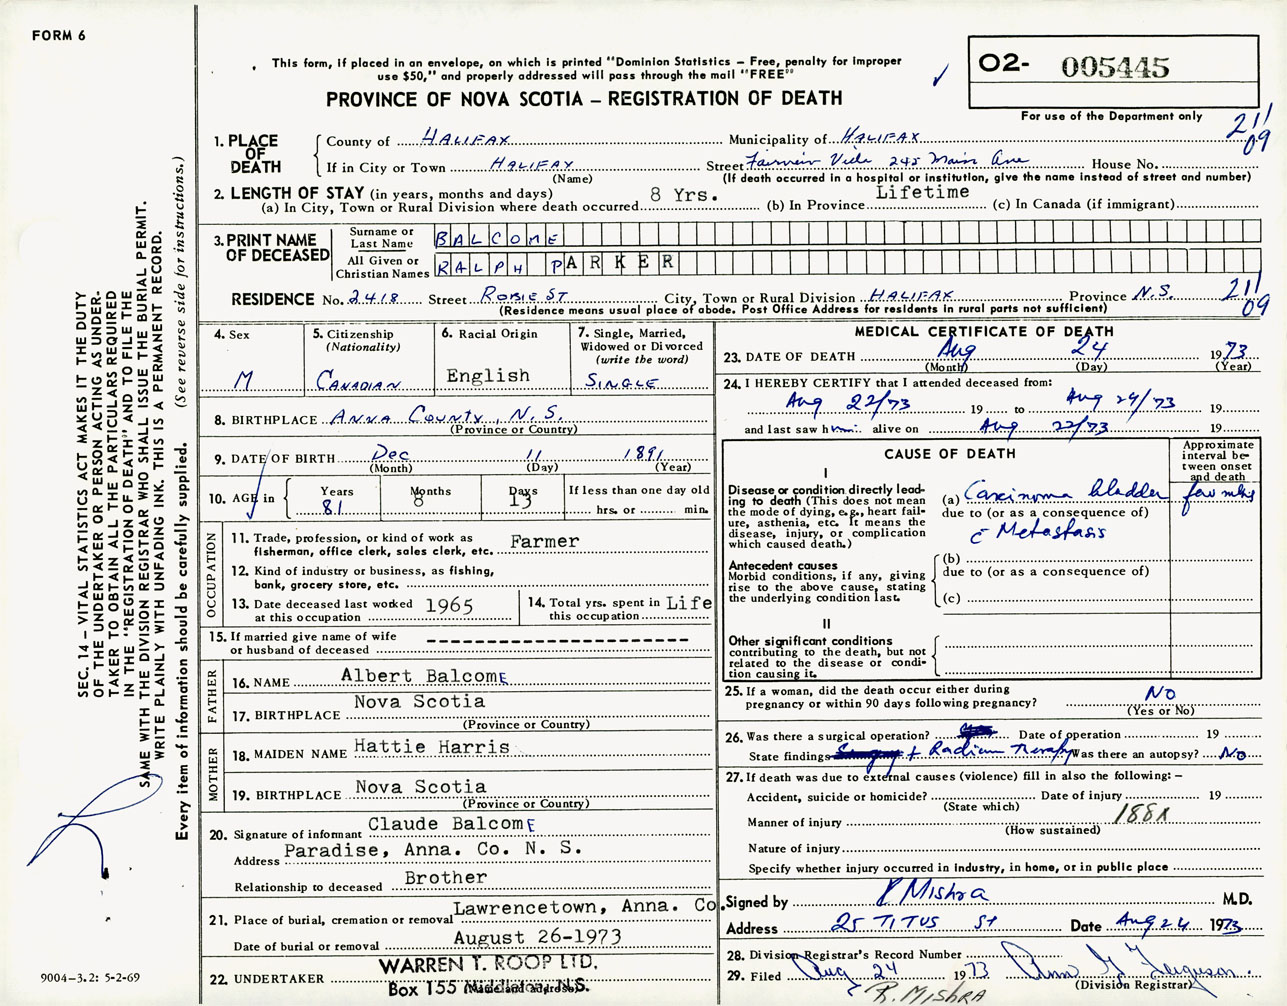 FORM 6
This form, if placed in an envelope, on which is printed "Dominion Statistics – Free, penalty for improper
use $50," and properly addressed will pass through the mail "FREE"
PROVINCE OF NOVA SCOTIA – REGISTRATION OF DEATH
O2- 005445
For use of the Department only
211
09
1. PLACE OF DEATH
County of HALIFAX Municipality of HALIFAX
If in City or Town HALIFAX Street Fairview Villa 245 Main Ave House No.
(Name) (If death occurred in a hospital or institution, give the name instead of street and number)
2. LENGTH OF STAY (in years, months and days)
(a) In City, Town or Rural Division where death occurred 8 Yrs. (b) In Province Lifetime (c) In Canada (if immigrant)
3. PRINT NAME OF DECEASED
Surname or Last Name BALCOME
All Given or Christian Names RALPH PARKER
RESIDENCE No. 2418 Street ROBIE ST City, Town or Rural Division HALIFAX Province N.S.
(Residence means usual place of abode. Post Office Address for residents in rural parts not sufficient)
211
09
4. Sex
M
5. Citizenship
(Nationality)
CANADIAN
6. Racial Origin
English
7. Single, Married,
Widowed or Divorced
(write the word)
SINGLE
8. BIRTHPLACE ANNA COUNTY, N.S.
(Province or Country)
9. DATE OF BIRTH Dec 11 1891
(Month) (Day) (Year)
10. AGE in Years 81 Months 8 Days 13 If less than one day old
hrs. or min.
OCCUPATION
11. Trade, profession, or kind of work as
fisherman, office clerk, sales clerk, etc. Farmer
12. Kind of industry or business, as fishing,
bank, grocery store, etc.
13. Date deceased last worked
at this occupation 1965
14. Total yrs. spent in
this occupation Life
15. If married give name of wife
or husband of deceased
FATHER
16. NAME Albert Balcome
17. BIRTHPLACE Nova Scotia
(Province or Country)
MOTHER
18. MAIDEN NAME Hattie Harris
19. BIRTHPLACE Nova Scotia
(Province or Country)
20. Signature of informant Claude Balcome
Address Paradise, Anna. Co. N. S.
Relationship to deceased Brother
21. Place of burial, cremation or removal Lawrencetown, Anna. Co.
Date of burial or removal August 26-1973
22. UNDERTAKER WARREN T. ROOP LTD.
(Name and address)
Box 155 Middleton, N.S.
MEDICAL CERTIFICATE OF DEATH
23. DATE OF DEATH Aug 24 1973
(Month) (Day) (Year)
24. I HEREBY CERTIFY that I attended deceased from:
Aug 22/73 19 to Aug 24/73 19
and last saw him alive on Aug 22/73 19
CAUSE OF DEATH
Approximate
interval be-
tween onset
and death
I
Disease or condition directly lead-
ing to death (This does not mean
the mode of dying, e.g., heart fail-
ure, asthenia, etc. It means the
disease, injury, or complication
which caused death.)
(a) Carcinoma bladder few mths
due to (or as a consequence of)
c̄ Metastasis
Antecedent causes
Morbid conditions, if any, giving
rise to the above cause, stating
the underlying condition last.
(b)
due to (or as a consequence of)
(c)
II
Other significant conditions
contributing to the death, but not
related to the disease or condi-
tion causing it.
25. If a woman, did the death occur either during
pregnancy or within 90 days following pregnancy? No
(Yes or No)
26. Was there a surgical operation? Date of operation 19
State findings + Radium Therapy Was there an autopsy? No
27. If death was due to external causes (violence) fill in also the following: –
Accident, suicide or homicide? Date of injury 19
(State which)
Manner of injury 188X
(How sustained)
Nature of injury
Specify whether injury occurred in industry, in home, or in public place
Signed by P Mishra M.D.
Address 25 TITUS St Date Aug 24 1973
28. Division Registrar's Record Number
29. Filed Aug 24 1973 Ann G Ferguson
(Division Registrar)
R. MISHRA
SEC. 14 – VITAL STATISTICS ACT MAKES IT THE DUTY
OF THE UNDERTAKER OR PERSON ACTING AS UNDER-
TAKER TO OBTAIN ALL THE PARTICULARS REQUIRED
IN THE "REGISTRATION OF DEATH" AND TO FILE THE
SAME WITH THE DIVISION REGISTRAR WHO SHALL ISSUE THE BURIAL PERMIT.
WRITE PLAINLY WITH UNFADING INK. THIS IS A PERMANENT RECORD.
Every item of information should be carefully supplied. (See reverse side for instructions.)
9004-3.2: 5-2-69